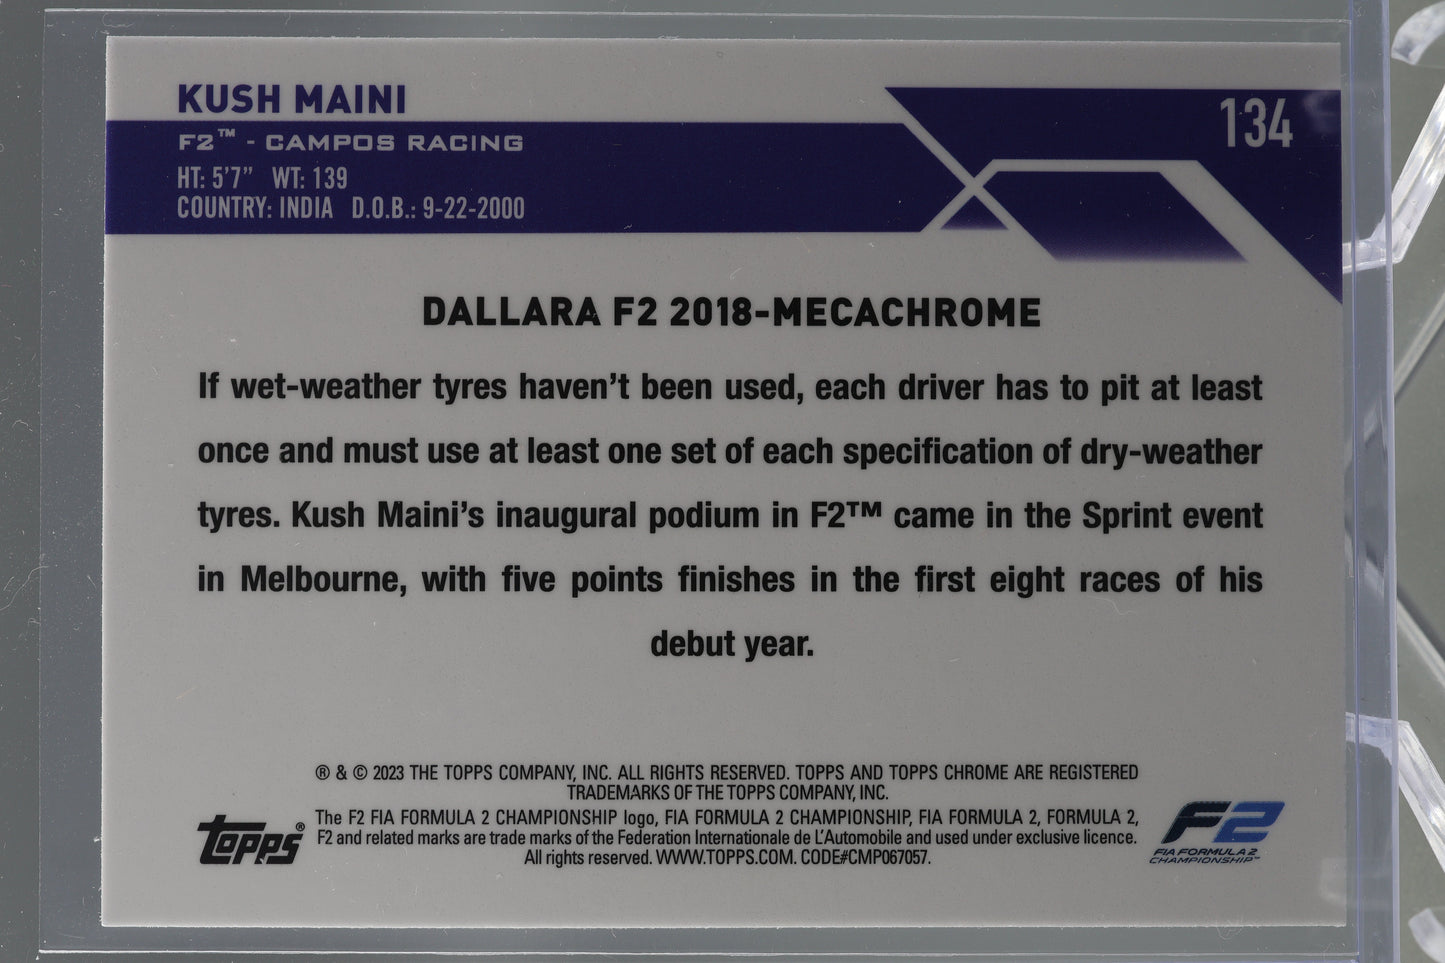 KUSH MAINI
134
F2™ - CAMPOS RACING
HT: 5'7" WT: 139
COUNTRY: INDIA D.O.B.: 9-22-2000
DALLARA F2 2018-MECACHROME
If wet-weather tyres haven't been used, each driver has to pit at least
once and must use at least one set of each specification of dry-weather
tyres. Kush Maini's inaugural podium in F2™ came in the Sprint event
in Melbourne, with five points finishes in the first eight races of his
debut year.
® & © 2023 THE TOPPS COMPANY, INC. ALL RIGHTS RESERVED. TOPPS AND TOPPS CHROME ARE REGISTERED
TRADEMARKS OF THE TOPPS COMPANY, INC.
The F2 FIA FORMULA 2 CHAMPIONSHIP logo, FIA FORMULA 2 CHAMPIONSHIP, FIA FORMULA 2, FORMULA 2,
F2 and related marks are trade marks of the Federation Internationale de L'Automobile and used under exclusive licence.
All rights reserved. WWW.TOPPS.COM. CODE#CMP067057.
Topps®
F2
FIA FORMULA 2
CHAMPIONSHIP™